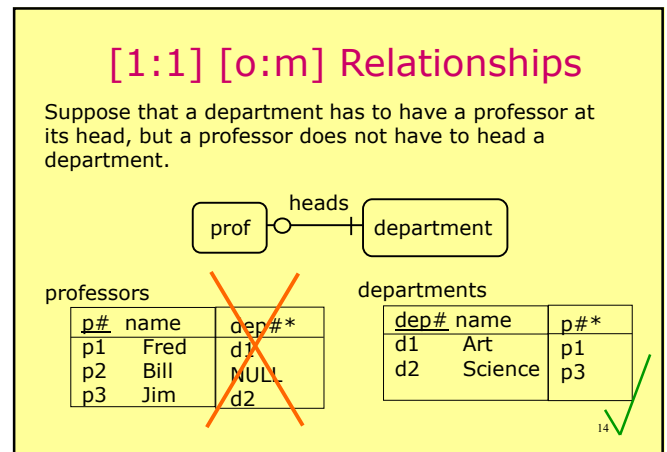 [1:1] [o:m] Relationships
Suppose that a department has to have a professor at
its head, but a professor does not have to head a
department.
heads
prof department
professors
p# name dep#*
p1 Fred d1
p2 Bill NULL
p3 Jim d2
departments
dep# name p#*
d1 Art p1
d2 Science p3
14